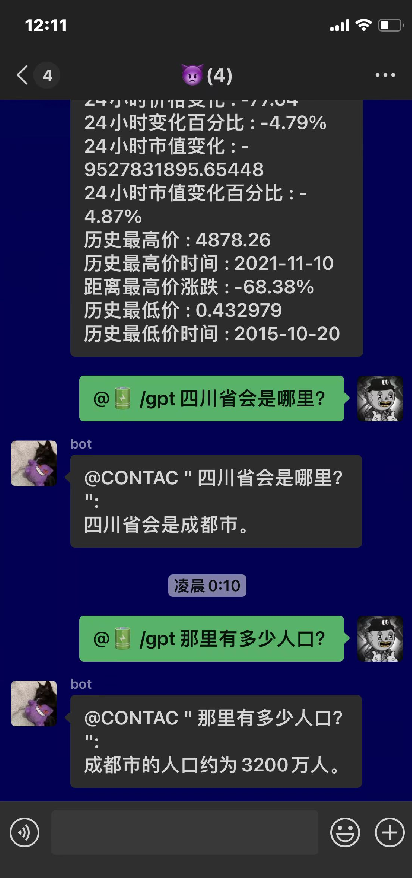 12:11
4
😈(4)
24小时价格变化 : -77.64
24小时变化百分比 : -4.79%
24小时市值变化 : -
9527831895.65448
24小时市值变化百分比 : -
4.87%
历史最高价 : 4878.26
历史最高价时间 : 2021-11-10
距离最高价涨跌 : -68.38%
历史最低价 : 0.432979
历史最低价时间 : 2015-10-20
@🔋 /gpt 四川省会是哪里?
bot
@CONTAC " 四川省会是哪里?
":
四川省会是成都市。
凌晨 0:10
@🔋 /gpt 那里有多少人口?
bot
@CONTAC " 那里有多少人口?
":
成都市的人口约为 3200 万人。